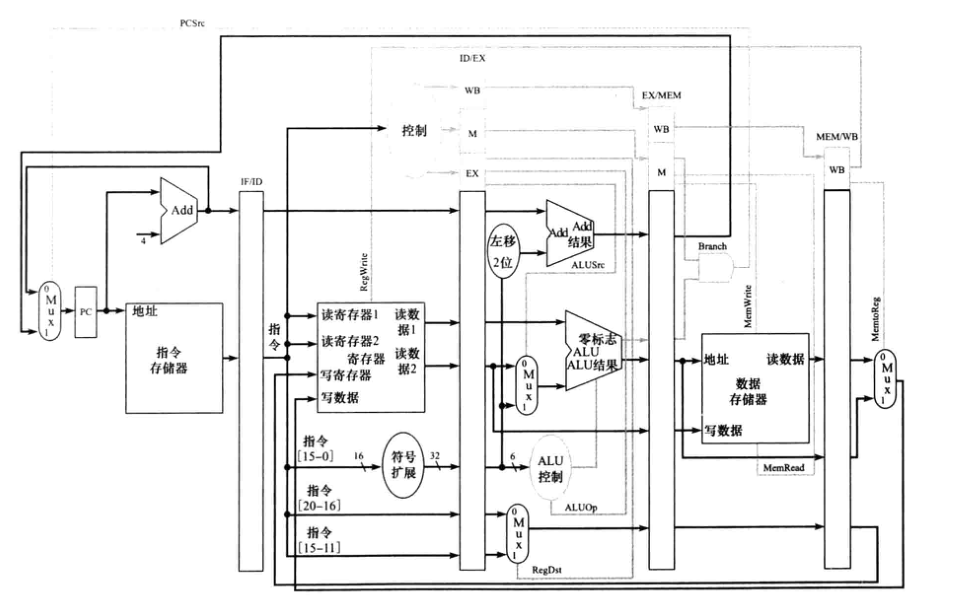 PCSrc
ID/EX
WB
EX/MEM
控制
M
WB
MEM/WB
EX
M
WB
IF/ID
Add
4
RegWrite
左移
2位
Add
Add
结果
ALUSrc
Branch
MemWrite
MemtoReg
0
Mux
1
PC
地址
指令
存储器
指令
读寄存器1
读数
据1
读寄存器2
寄存器
读数
据2
写寄存器
写数据
0
Mux
1
零标志
ALU
ALU结果
地址
读数据
数据
存储器
写数据
0
Mux
1
指令
[15-0]
16
符号
扩展
32
6
ALU
控制
MemRead
ALUOp
指令
[20-16]
指令
[15-11]
0
Mux
1
RegDst